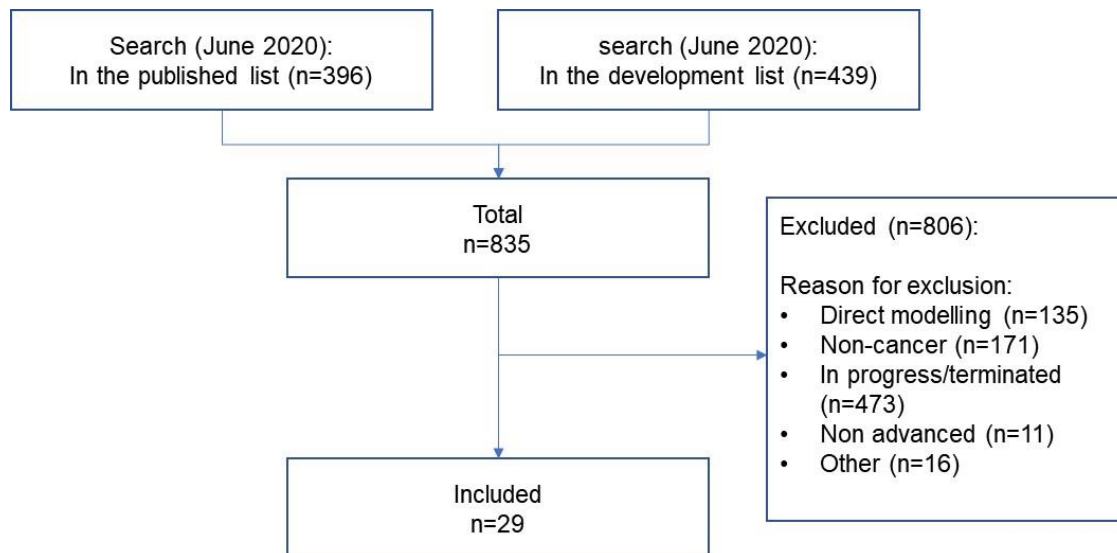 Search (June 2020):
In the published list (n=396)
search (June 2020):
In the development list (n=439)
Total
n=835
Excluded (n=806):
Reason for exclusion:
• Direct modelling (n=135)
• Non-cancer (n=171)
• In progress/terminated
(n=473)
• Non advanced (n=11)
• Other (n=16)
Included
n=29